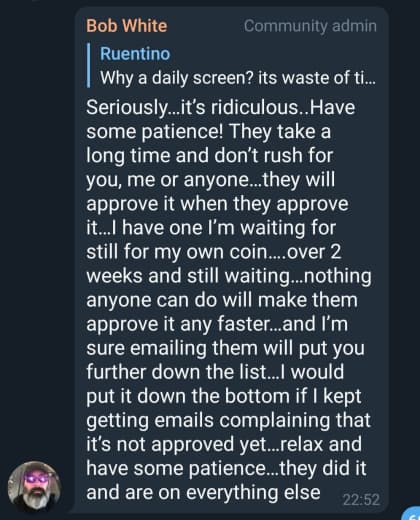 Bob White Community admin
Ruentino
Why a daily screen? its waste of ti...
Seriously...it's ridiculous..Have
some patience! They take a
long time and don't rush for
you, me or anyone...they will
approve it when they approve
it...I have one I'm waiting for
still for my own coin....over 2
weeks and still waiting...nothing
anyone can do will make them
approve it any faster...and I'm
sure emailing them will put you
further down the list...I would
put it down the bottom if I kept
getting emails complaining that
it's not approved yet...relax and
have some patience...they did it
and are on everything else 22:52